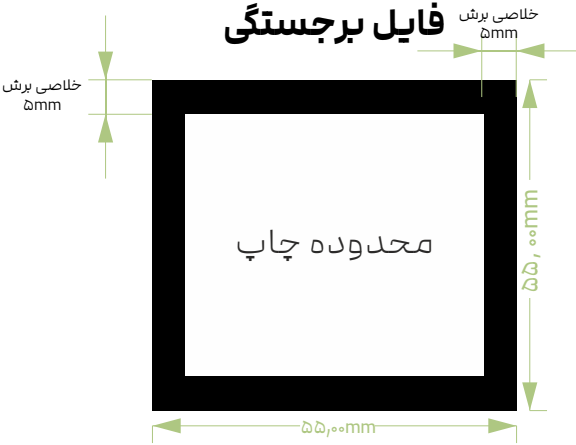 فایل برجستگی
خلاصی برش
۵mm
خلاصی برش
۵mm
محدوده چاپ
۵۵,۰۰mm
۵۵,۰۰mm